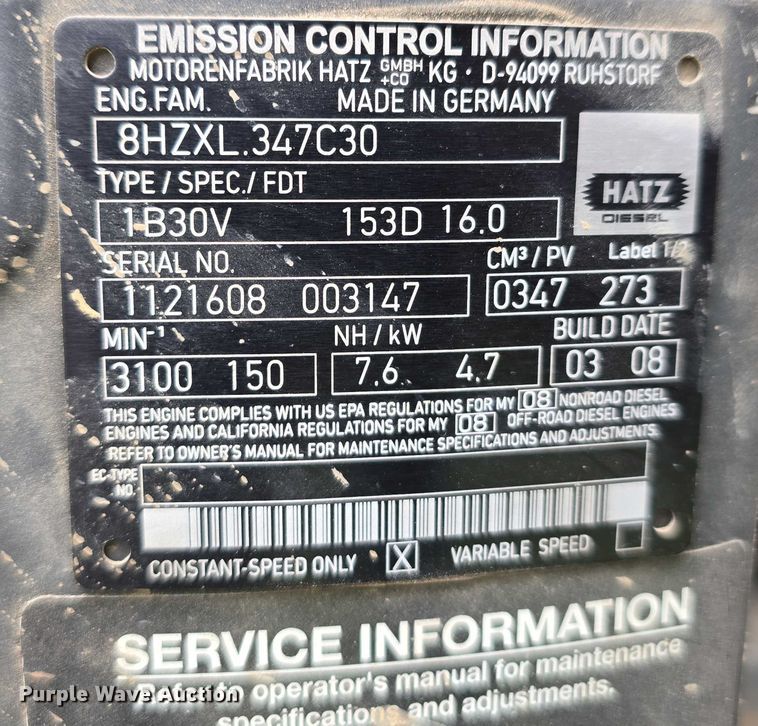 EMISSION CONTROL INFORMATION
MOTORENFABRIK HATZ GMBH +CO KG · D-94099 RUHSTORF
ENG.FAM. MADE IN GERMANY
8HZXL.347C30
HATZ
DIESEL
TYPE / SPEC./ FDT
1B30V 153D 16.0
SERIAL NO. CM³ / PV Label 1/2
1121608 003147 0347 273
MIN-¹ NH / kW BUILD DATE
3100 150 7.6 4.7 03 08
THIS ENGINE COMPLIES WITH US EPA REGULATIONS FOR MY 08 NONROAD DIESEL
ENGINES AND CALIFORNIA REGULATIONS FOR MY 08 OFF-ROAD DIESEL ENGINES
REFER TO OWNER'S MANUAL FOR MAINTENANCE SPECIFICATIONS AND ADJUSTMENTS.
EC-TYPE
NO.
CONSTANT-SPEED ONLY X VARIABLE SPEED
SERVICE INFORMATION
Refer to operator's manual for maintenance
specifications and adjustments.
Purple Wave Auction